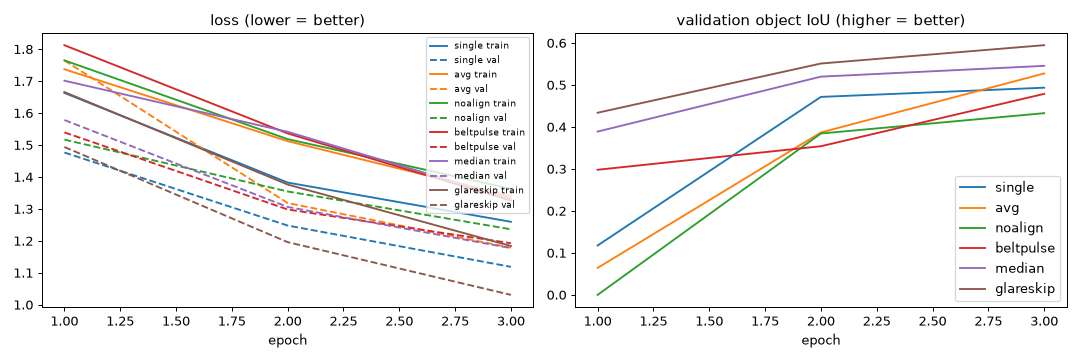 loss (lower = better)
1.8
1.7
1.6
1.5
1.4
1.3
1.2
1.1
1.0
1.00 1.25 1.50 1.75 2.00 2.25 2.50 2.75 3.00
epoch
single train
single val
avg train
avg val
noalign train
noalign val
beltpulse train
beltpulse val
median train
median val
glareskip train
glareskip val
validation object IoU (higher = better)
0.6
0.5
0.4
0.3
0.2
0.1
0.0
1.00 1.25 1.50 1.75 2.00 2.25 2.50 2.75 3.00
epoch
single
avg
noalign
beltpulse
median
glareskip